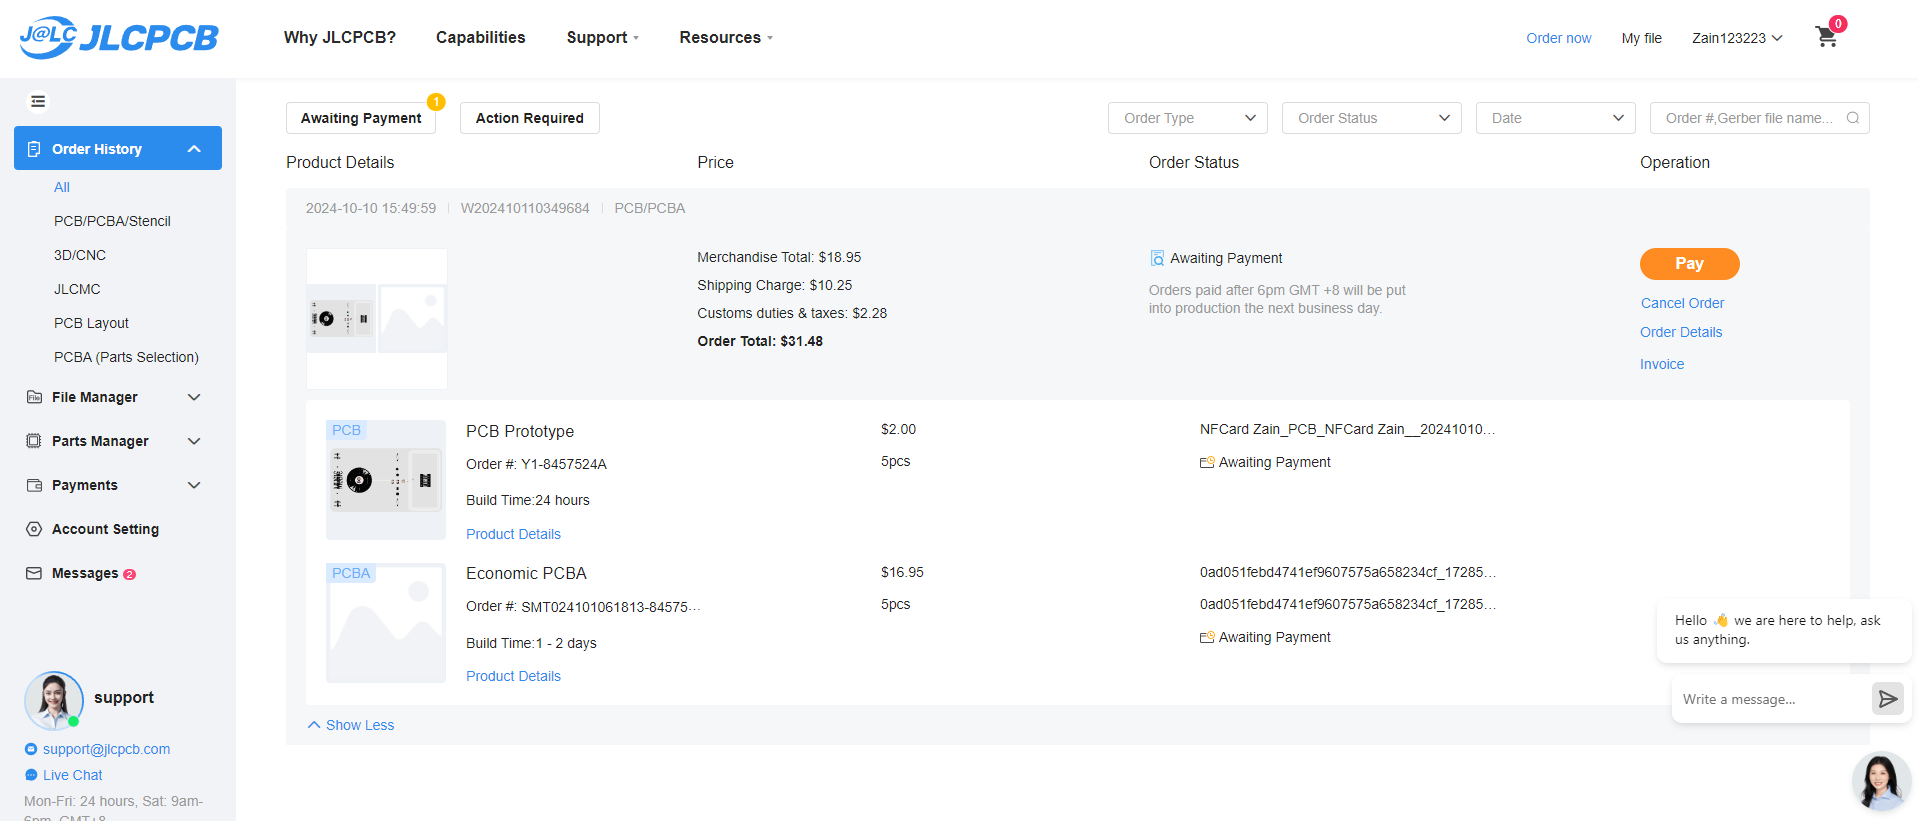 J@LC JLCPCB
Why JLCPCB? Capabilities Support Resources
Order now My file Zain123223 0
Order History
All
PCB/PCBA/Stencil
3D/CNC
JLCMC
PCB Layout
PCBA (Parts Selection)
File Manager
Parts Manager
Payments
Account Setting
Messages 2
support
support@jlcpcb.com
Live Chat
Mon-Fri: 24 hours, Sat: 9am-
6pm, GMT+8
Awaiting Payment 1 Action Required
Order Type Order Status Date Order #,Gerber file name...
Product Details Price Order Status Operation
2024-10-10 15:49:59 W202410110349684 PCB/PCBA
Merchandise Total: $18.95
Shipping Charge: $10.25
Customs duties & taxes: $2.28
Order Total: $31.48
Awaiting Payment
Orders paid after 6pm GMT +8 will be put
into production the next business day.
Pay
Cancel Order
Order Details
Invoice
PCB
PCB Prototype
Order #: Y1-8457524A
Build Time:24 hours
Product Details
$2.00
5pcs
NFCard Zain_PCB_NFCard Zain__20241010...
Awaiting Payment
PCBA
Economic PCBA
Order #: SMT024101061813-84575...
Build Time:1 - 2 days
Product Details
$16.95
5pcs
0ad051febd4741ef9607575a658234cf_17285...
0ad051febd4741ef9607575a658234cf_17285...
Awaiting Payment
Show Less
Hello 👋 we are here to help, ask
us anything.
Write a message...